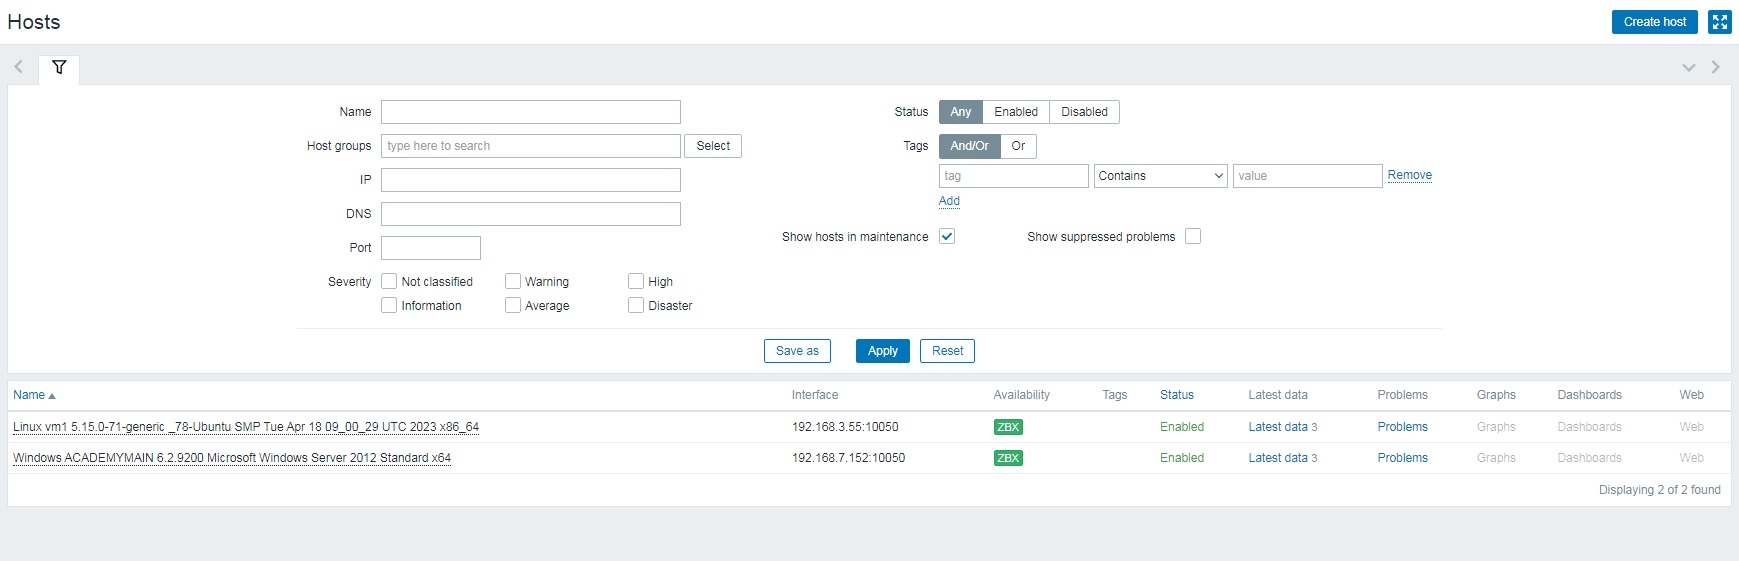 Hosts
Create host
Name
Status Any Enabled Disabled
Host groups type here to search Select
Tags And/Or Or
IP
tag Contains value Remove
DNS
Add
Port
Show hosts in maintenance
Show suppressed problems
Severity Not classified Warning High
Information Average Disaster
Save as Apply Reset
Name Interface Availability Tags Status Latest data Problems Graphs Dashboards Web
Linux vm1 5.15.0-71-generic _78-Ubuntu SMP Tue Apr 18 09_00_29 UTC 2023 x86_64 192.168.3.55:10050 ZBX Enabled Latest data 3 Problems Graphs Dashboards Web
Windows ACADEMYMAIN 6.2.9200 Microsoft Windows Server 2012 Standard x64 192.168.7.152:10050 ZBX Enabled Latest data 3 Problems Graphs Dashboards Web
Displaying 2 of 2 found